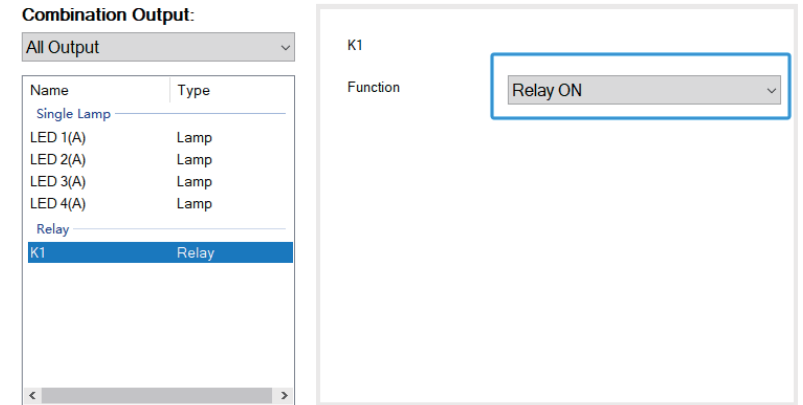 Combination Output:
All Output
Name Type
Single Lamp
LED 1(A) Lamp
LED 2(A) Lamp
LED 3(A) Lamp
LED 4(A) Lamp
Relay
K1 Relay
K1
Function Relay ON